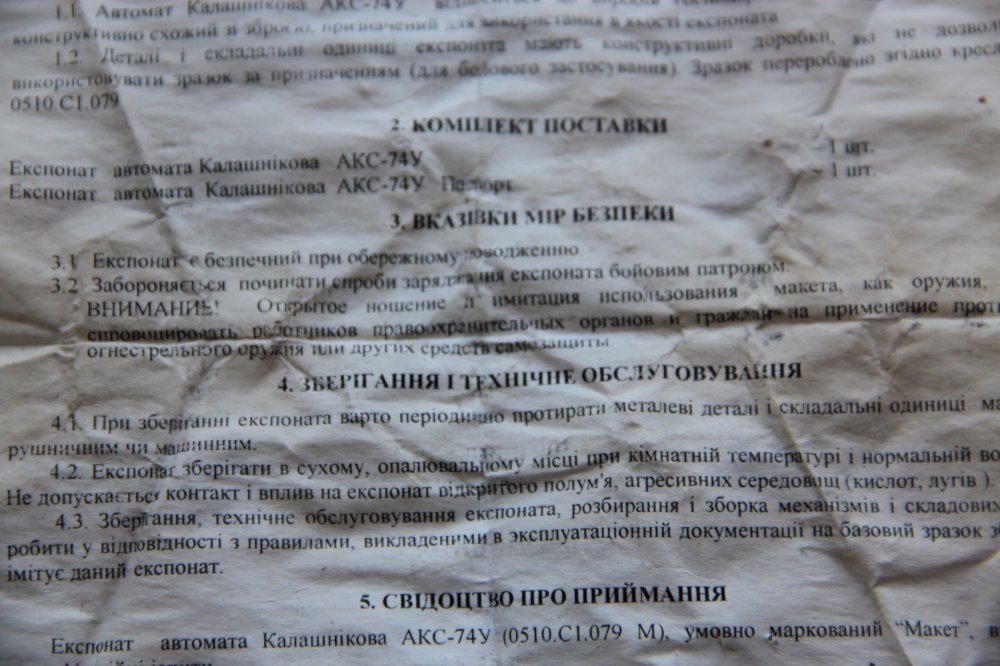 1.1. Автомат Калашнікова АКС-74У
конструктивно схожий зі зброєю, призначений для використання в якості експоната.
1.2. Деталі і складальні одиниці експоната мають конструктивні доробки, які не дозвол
використовувати зразок за призначенням (для бойового застосування). Зразок перероблено згідно крес
0510.С1.079
2. КОМПЛЕКТ ПОСТАВКИ
Експонат автомата Калашнікова АКС-74У - 1 шт.
Експонат автомата Калашнікова АКС-74У Паспорт - 1 шт.
3. ВКАЗІВКИ МІР БЕЗПЕКИ
3.1 Експонат є безпечний при обережному поводженню.
3.2 Забороняється починати спроби заряджання експоната бойовим патроном.
ВНИМАНИЕ! Открытое ношение и имитация использования макета, как оружия,
спровоцировать работников правоохранительных органов и граждан на применение проти
огнестрельного оружия или других средств самозащиты.
4. ЗБЕРІГАННЯ І ТЕХНІЧНЕ ОБСЛУГОВУВАННЯ
4.1. При зберіганні експоната варто періодично протирати металеві деталі і складальні одиниці ма
рушничним чи машинним.
4.2. Експонат зберігати в сухому, опалювальному місці при кімнатній температурі і нормальній во
Не допускається контакт і вплив на експонат відкритого полум'я, агресивних середовищ (кислот, лугів ).
4.3. Зберігання, технічне обслуговування експоната, розбирання і зборка механізмів і складових
робити у відповідності з правилами, викладеними в эксплуатаційній документації на базовий зразок з
імітує даний експонат.
5. СВІДОЦТВО ПРО ПРИЙМАННЯ
Експонат автомата Калашнікова АКС-74У (0510.С1.079 М), умовно маркований “Макет”, в